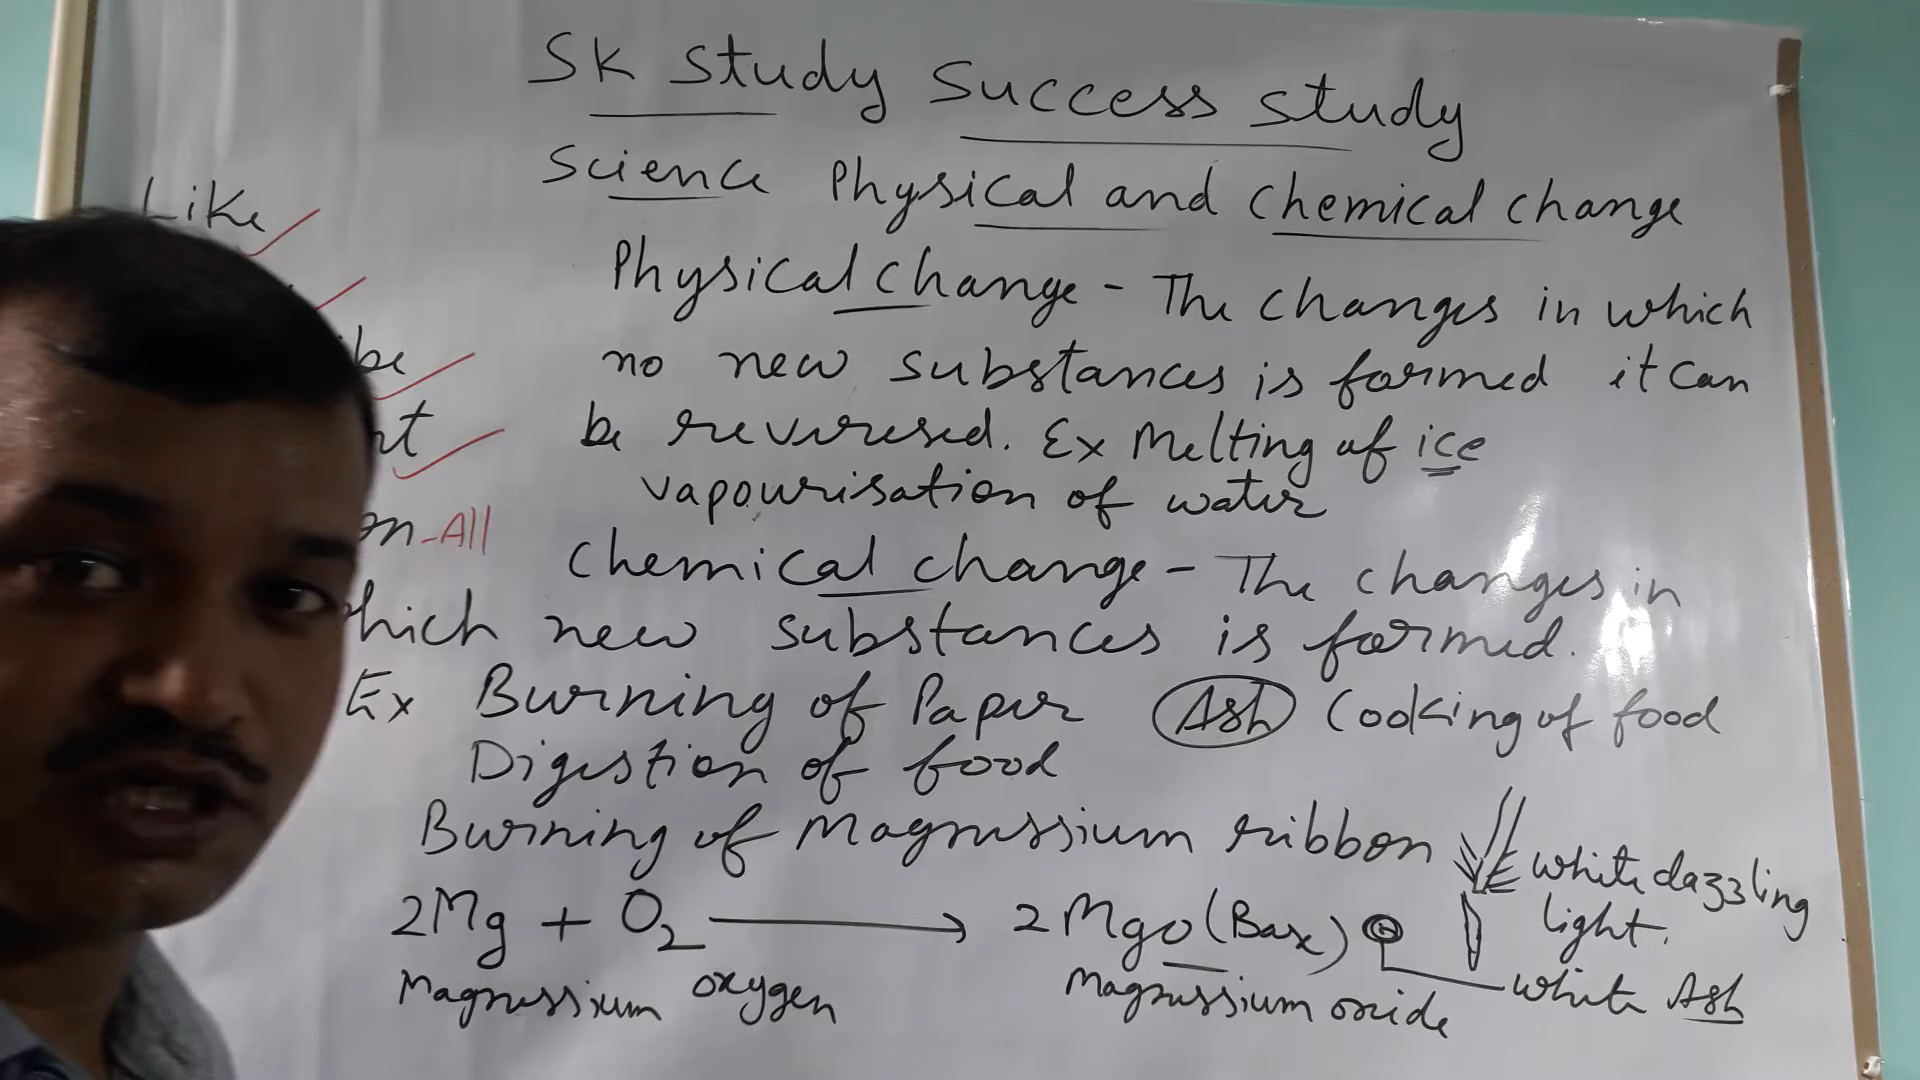 SK Study Success Study
Science Physical and Chemical change
Like
Physical change - The changes in which
no new substances is formed it can
be reveresed. Ex Melting of ice
vapourisation of water
All
Chemical change - The changes in
hich new substances is formed.
Ex Burning of Paper Ash Cooking of food
Digestion of food
Burning of Magnessium ribbon
white dazzling
light.
2Mg + O2 → 2MgO (Base)
Magnessium oxygen Magnessium oxide
white Ash